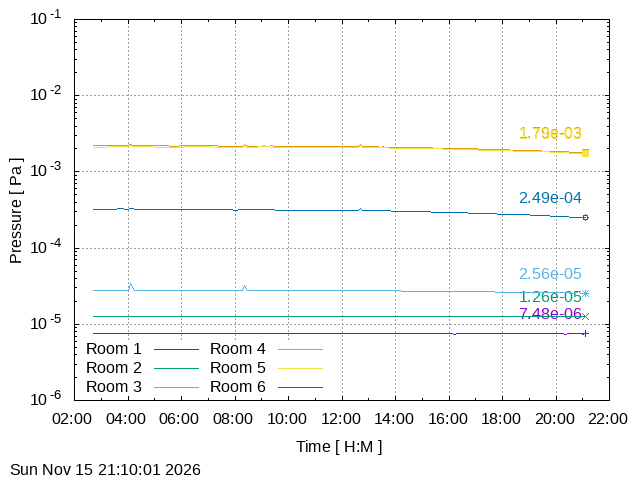 10^-1
10^-2
10^-3
10^-4
10^-5
10^-6
Pressure [ Pa ]
1.79e-03
2.49e-04
2.56e-05
1.26e-05
7.48e-06
Room 1 Room 4
Room 2 Room 5
Room 3 Room 6
02:00 04:00 06:00 08:00 10:00 12:00 14:00 16:00 18:00 20:00 22:00
Time [ H:M ]
Sun Nov 15 21:10:01 2026